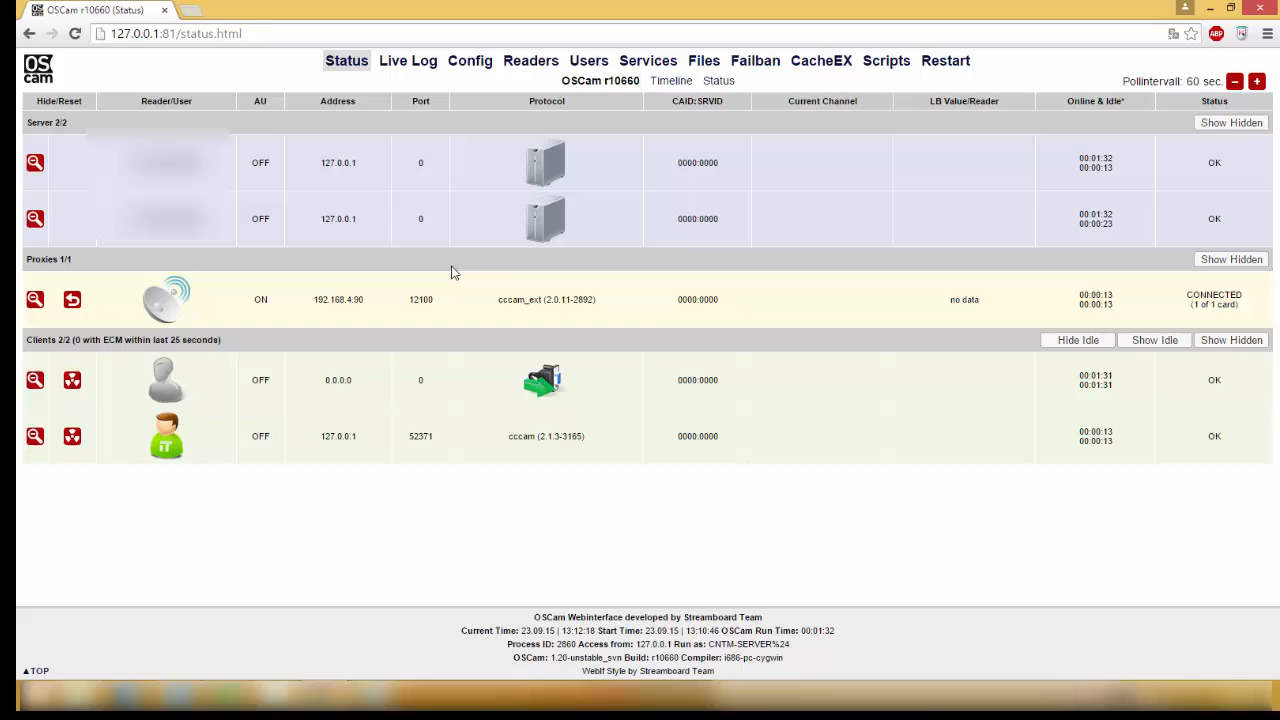 OSCam r10660 (Status)
127.0.0.1:81/status.html
ABP
OS cam
Status Live Log Config Readers Users Services Files Failban CacheEX Scripts Restart
OSCam r10660 Timeline Status
Pollintervall: 60 sec. - +
Hide/Reset Reader/User AU Address Port Protocol CAID:SRVID Current Channel LB Value/Reader Online & Idle* Status
Server 2/2 Show Hidden
OFF 127.0.0.1 0 0000:0000 00:01:32 OK
00:00:13
OFF 127.0.0.1 0 0000:0000 00:01:32 OK
00:00:23
Proxies 1/1 Show Hidden
ON 192.168.4.90 12100 cccam_ext (2.0.11-2892) 0000:0000 no data 00:00:13 CONNECTED
00:00:13 (1 of 1 card)
Clients 2/2 (0 with ECM within last 25 seconds) Hide Idle Show Idle Show Hidden
OFF 0.0.0.0 0 0000:0000 00:01:31 OK
00:01:31
iT OFF 127.0.0.1 52371 cccam (2.1.3-3165) 0000:0000 00:00:13 OK
00:00:13
OSCam Webinterface developed by Streamboard Team
Current Time: 23.09.15 | 13:12:18 Start Time: 23.09.15 | 13:10:46 OSCam Run Time: 00:01:32
Process ID: 2860 Access from: 127.0.0.1 Run as: CNTM-SERVER%24
OSCam: 1.20-unstable_svn Build: r10660 Compiler: i686-pc-cygwin
▲TOP
WebIf Style by Streamboard Team